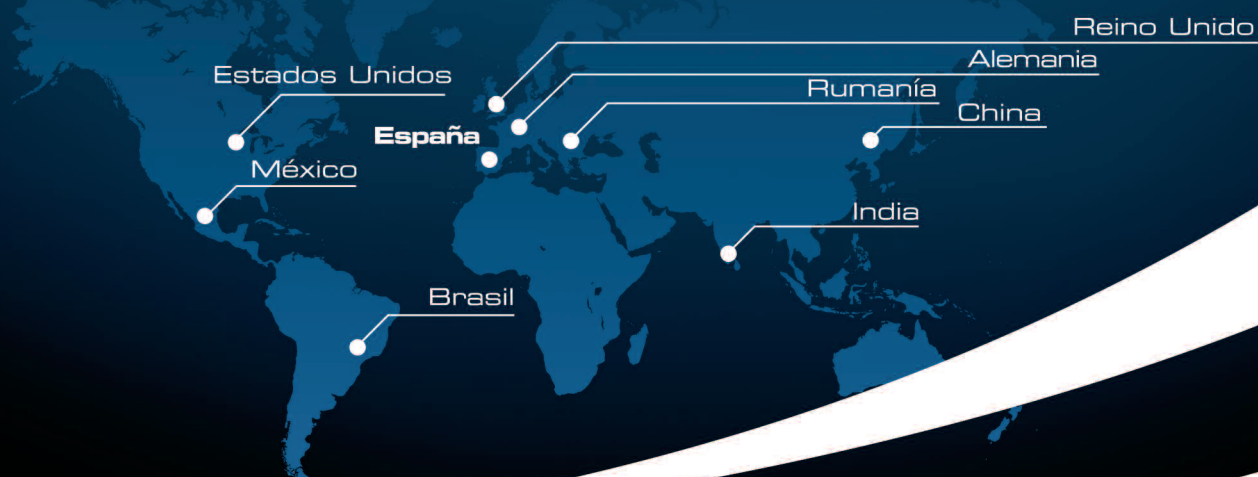 Reino Unido
Alemania
Estados Unidos
Rumanía
China
España
México
India
Brasil